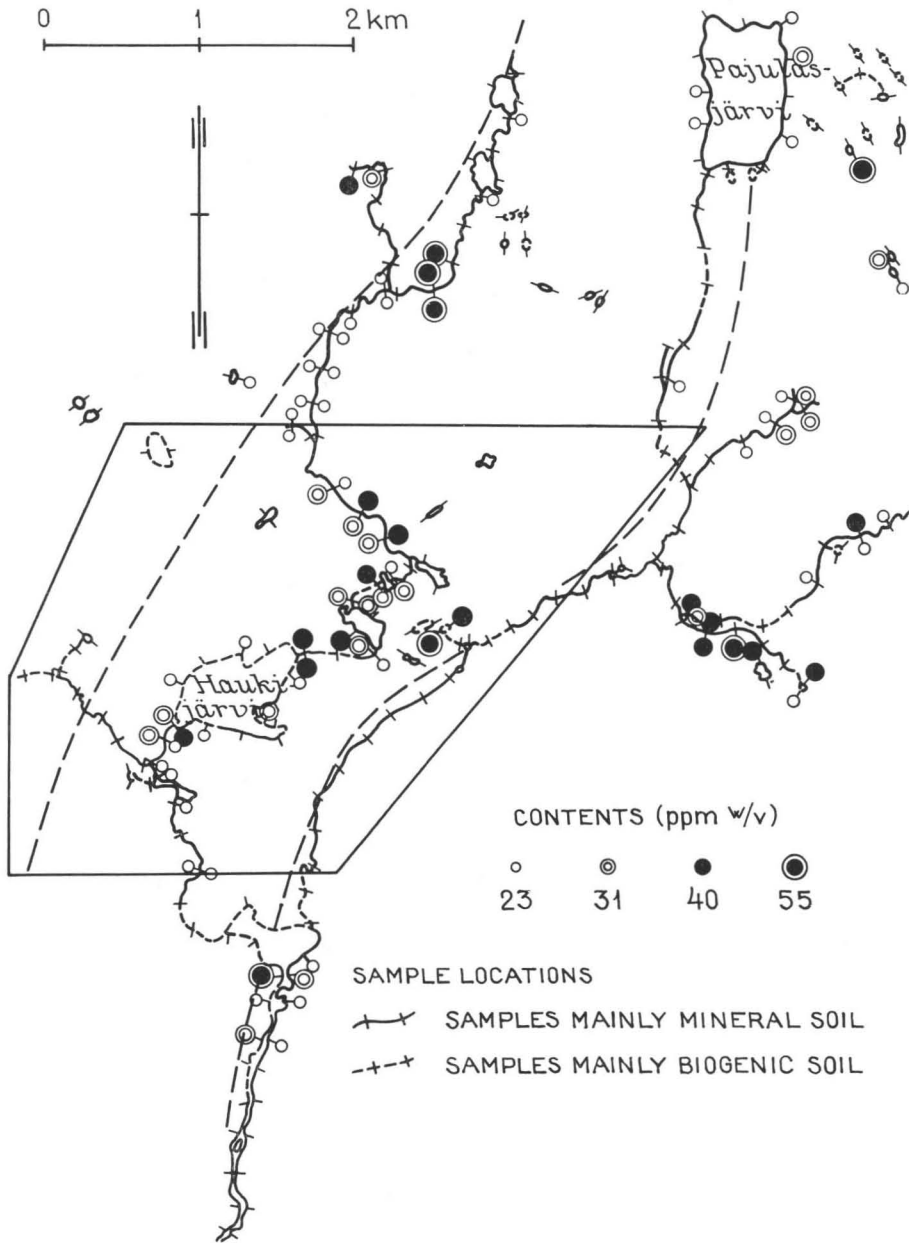 0 1 2 km
Pajulas-
järvi
Hauki
järvi
CONTENTS (ppm w/v)
23 31 40 55
SAMPLE LOCATIONS
SAMPLES MAINLY MINERAL SOIL
SAMPLES MAINLY BIOGENIC SOIL